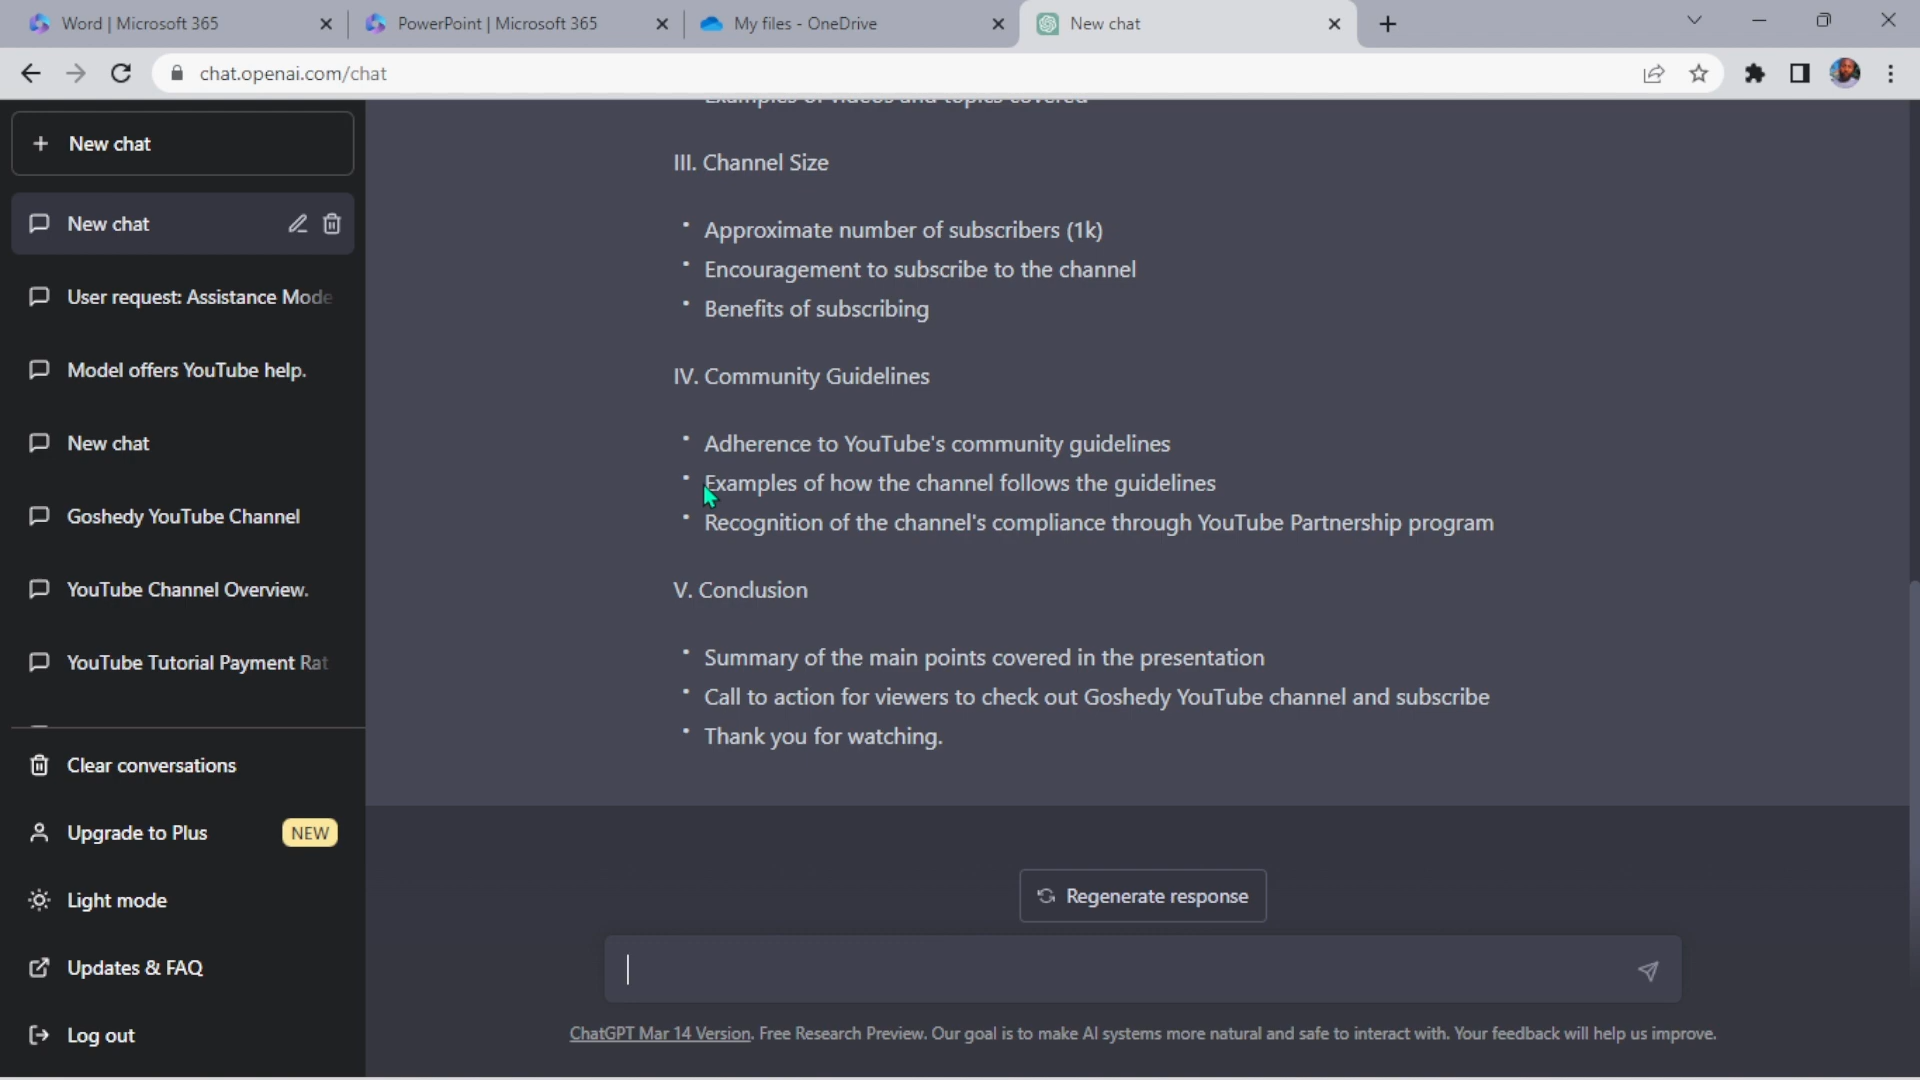 Word | Microsoft 365
PowerPoint | Microsoft 365
My files - OneDrive
New chat
chat.openai.com/chat
New chat
New chat
User request: Assistance Mode
Model offers YouTube help.
New chat
Goshedy YouTube Channel
YouTube Channel Overview.
YouTube Tutorial Payment Rat
Clear conversations
Upgrade to Plus NEW
Light mode
Updates & FAQ
Log out
Examples of videos and topics covered
III. Channel Size
• Approximate number of subscribers (1k)
• Encouragement to subscribe to the channel
• Benefits of subscribing
IV. Community Guidelines
• Adherence to YouTube's community guidelines
• Examples of how the channel follows the guidelines
• Recognition of the channel's compliance through YouTube Partnership program
V. Conclusion
• Summary of the main points covered in the presentation
• Call to action for viewers to check out Goshedy YouTube channel and subscribe
• Thank you for watching.
Regenerate response
ChatGPT Mar 14 Version. Free Research Preview. Our goal is to make AI systems more natural and safe to interact with. Your feedback will help us improve.